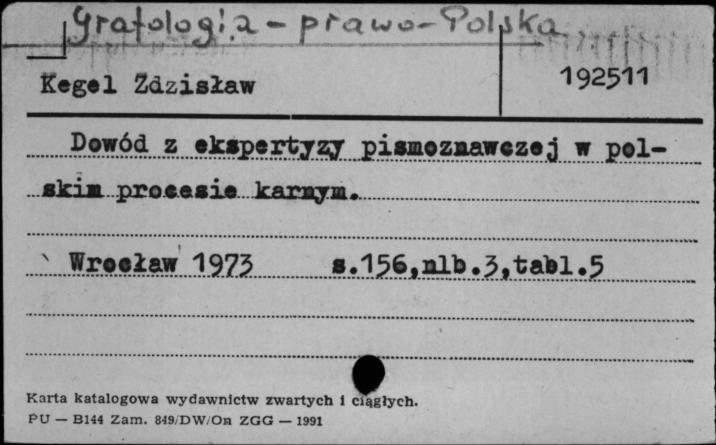 Grafologia - prawo - Polska
Kegel Zdzisław 192511
Dowód z ekspertyzy pismoznawczej w pol-
skim procesie karnym.
Wrocław 1973 s.156,nlb.3,tabl.5
Karta katalogowa wydawnictw zwartych i ciągłych.
PU — B144 Zam. 849/DW/On ZGG — 1991